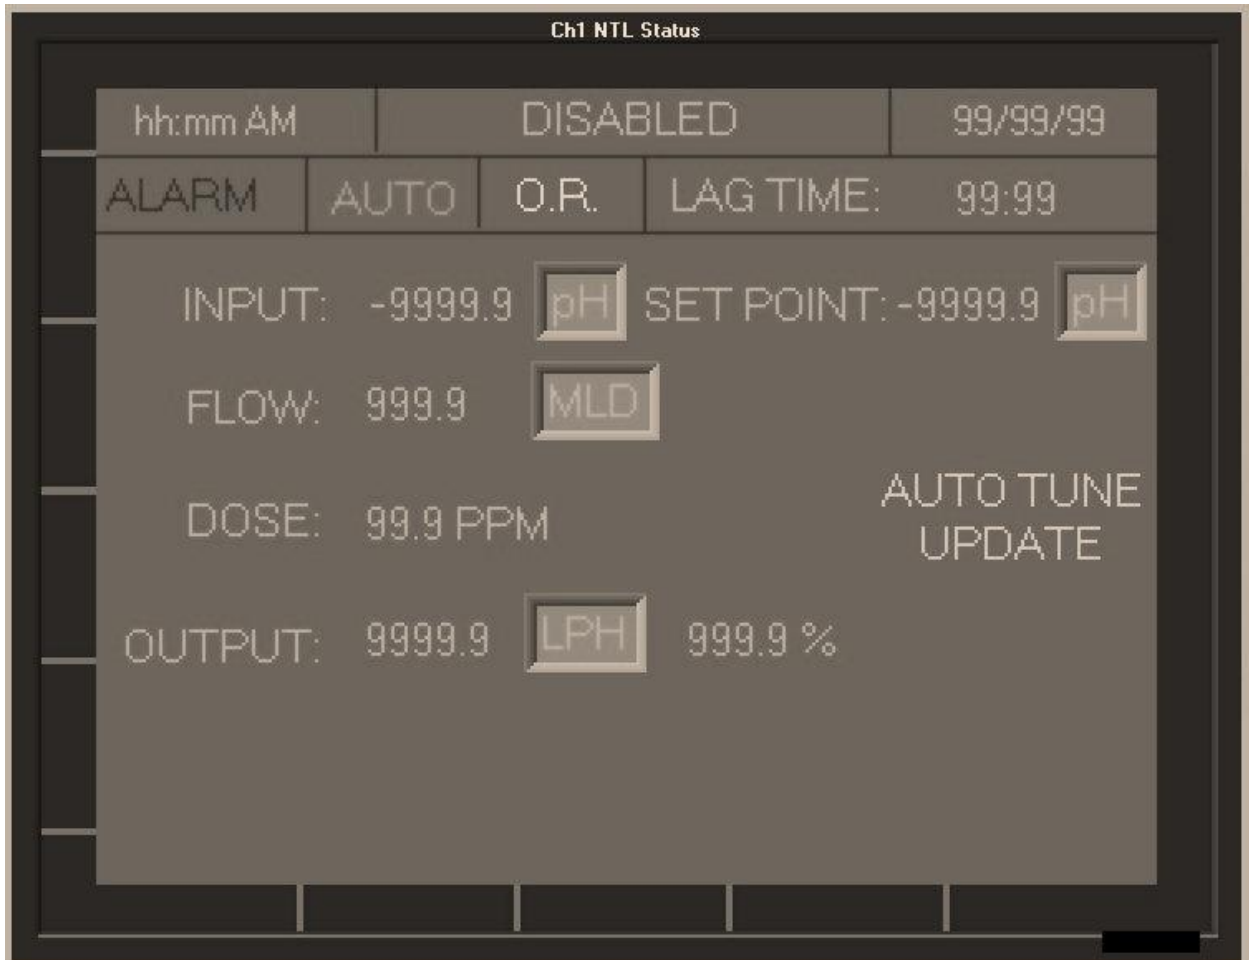 Ch1 NTL Status
hh:mm AM DISABLED 99/99/99
ALARM AUTO O.R. LAG TIME: 99:99
INPUT: -9999.9 pH SET POINT: -9999.9 pH
FLOW: 999.9 MLD
AUTO TUNE
DOSE: 99.9 PPM
UPDATE
OUTPUT: 9999.9 LPH 999.9 %